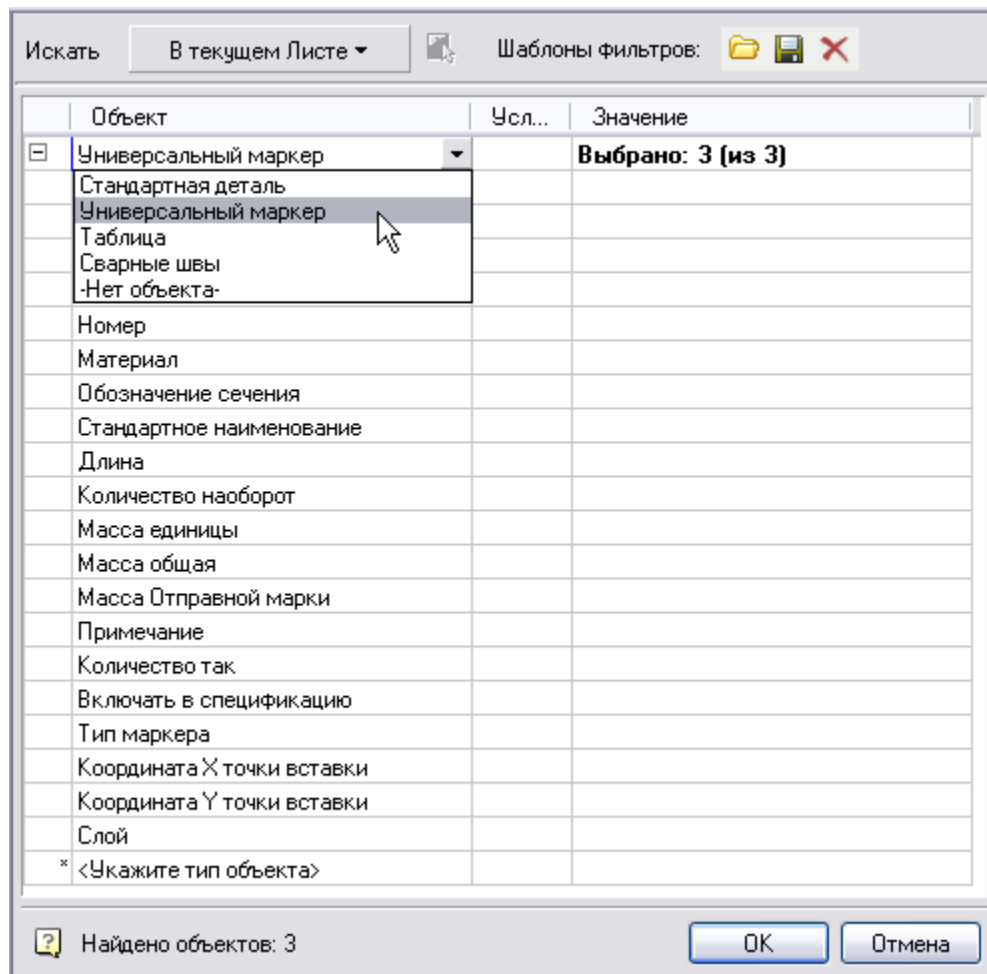 Искать В текущем Листе Шаблоны фильтров:
Объект Усл... Значение
Универсальный маркер Выбрано: 3 (из 3)
Стандартная деталь
Универсальный маркер
Таблица
Сварные швы
-Нет объекта-
Номер
Материал
Обозначение сечения
Стандартное наименование
Длина
Количество наоборот
Масса единицы
Масса общая
Масса Отправной марки
Примечание
Количество так
Включать в спецификацию
Тип маркера
Координата X точки вставки
Координата Y точки вставки
Слой
* <Укажите тип объекта>
Найдено объектов: 3 OK Отмена